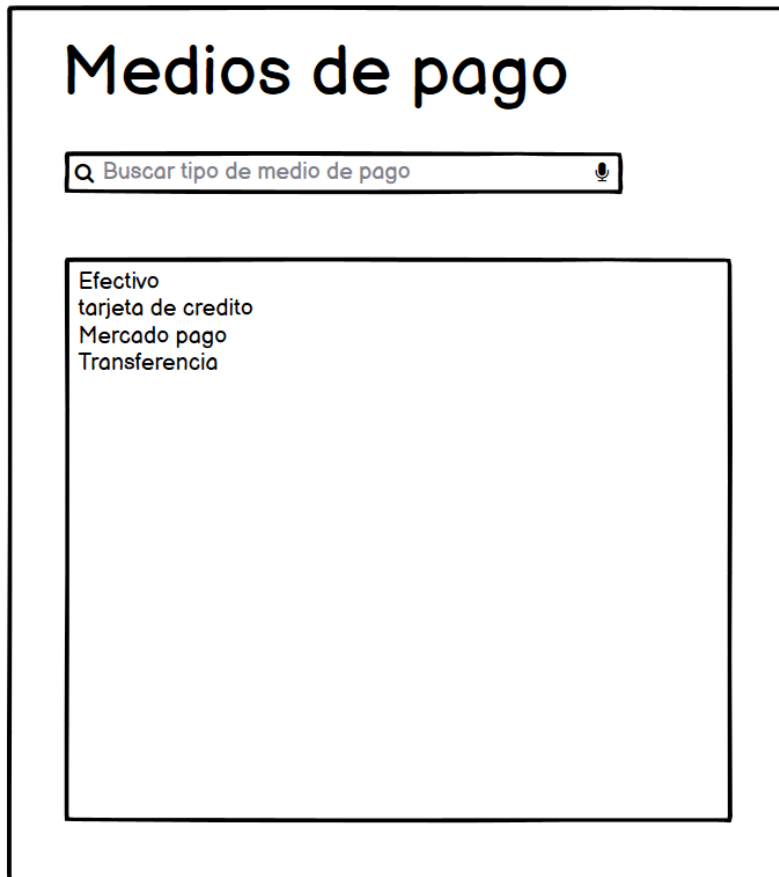 Medios de pago
Buscar tipo de medio de pago
Efectivo
tarjeta de credito
Mercado pago
Transferencia